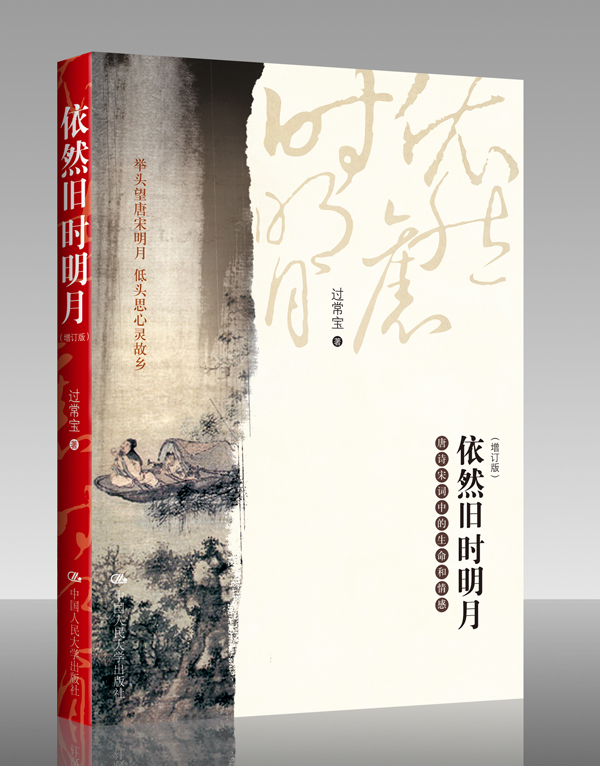 依然旧时明月
（增订版）
过常宝
著
中国人民大学出版社
举头望唐宋明月 低头思心灵故乡
依然舊
时明月
过常宝
著
（增订版）
依然旧时明月
唐诗宋词中的生命和情感
中国人民大学出版社